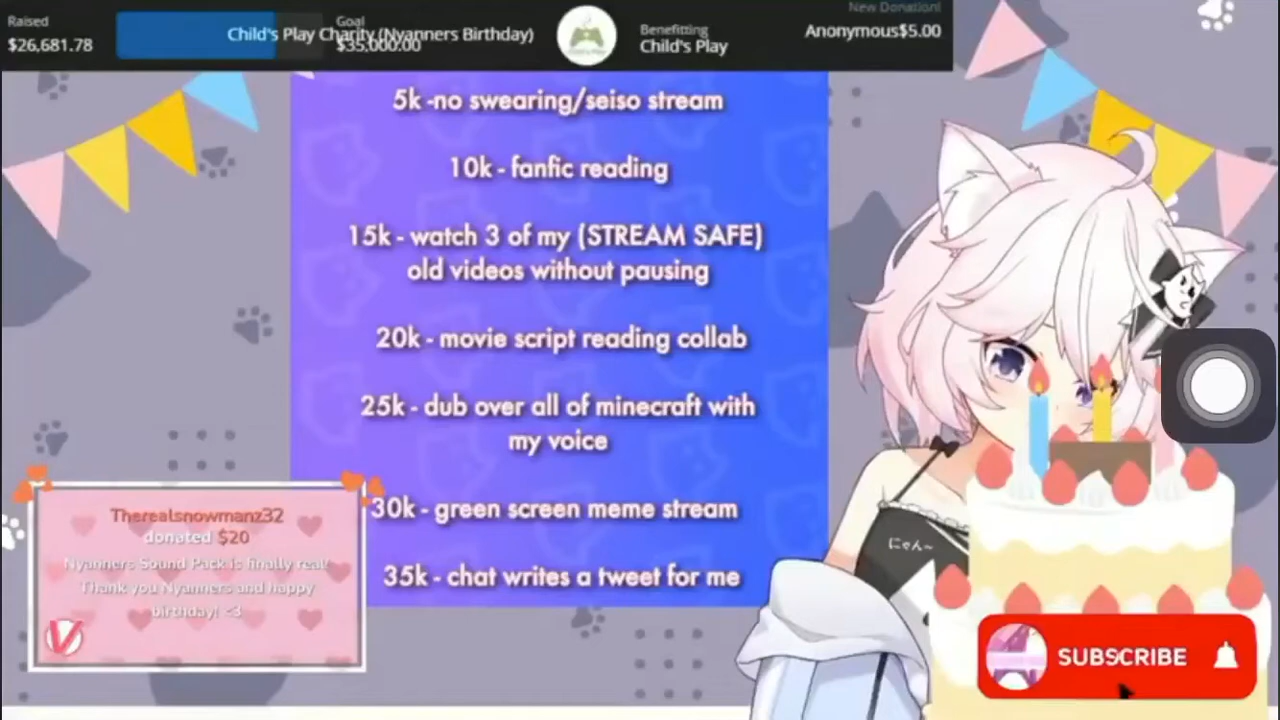 Raised
$26,681.78
Child's Play Charity (Nyanners Birthday)
Goal
$35,000.00
Benefitting
Child's Play
New Donation!
Anonymous$5.00
5k -no swearing/seiso stream
10k - fanfic reading
15k - watch 3 of my (STREAM SAFE)
old videos without pausing
20k - movie script reading collab
25k - dub over all of minecraft with
my voice
30k - green screen meme stream
35k - chat writes a tweet for me
Therealsnowmanz32
donated $20
Nyanners Sound Pack is finally real!
Thank you Nyanners and happy
birthday! <3
にゃん～
SUBSCRIBE